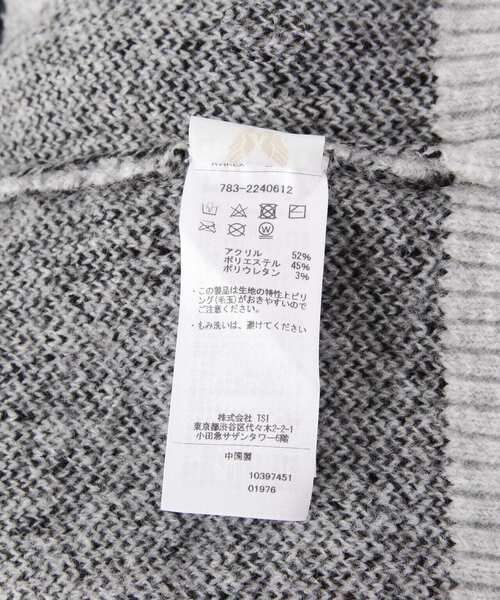 783-2240612
アクリル 52%
ポリエステル 45%
ポリウレタン 3%
・この製品は生地の特性上ピリ
ング(毛玉)がおきやすいので
ご注意ください。
・もみ洗いは、避けてください
株式会社 TSI
東京都渋谷区代々木2-2-1
小田急サザンタワー6階
中国製
10397451
01976